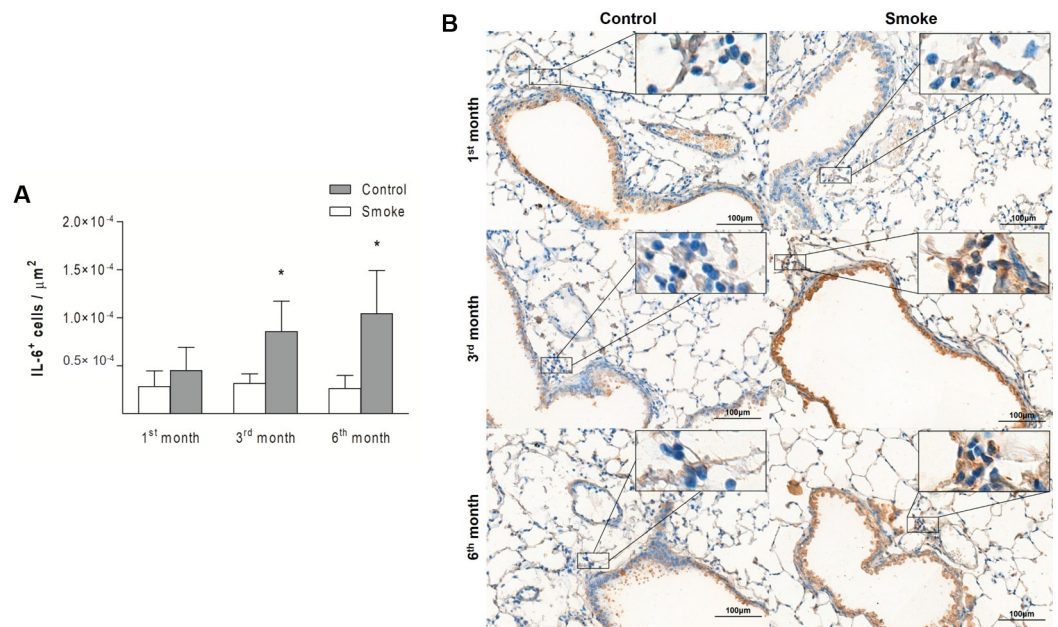 A
Control
Smoke
IL-6⁺ cells / μm²
2.0× 10⁻⁴
1.5× 10⁻⁴
1.0× 10⁻⁴
0.5× 10⁻⁴
*
*
1ˢᵗ month
3ʳᵈ month
6ᵗʰ month
B
Control
Smoke
1ˢᵗ month
100μm
100μm
3ʳᵈ month
100μm
100μm
6ᵗʰ month
100μm
100μm